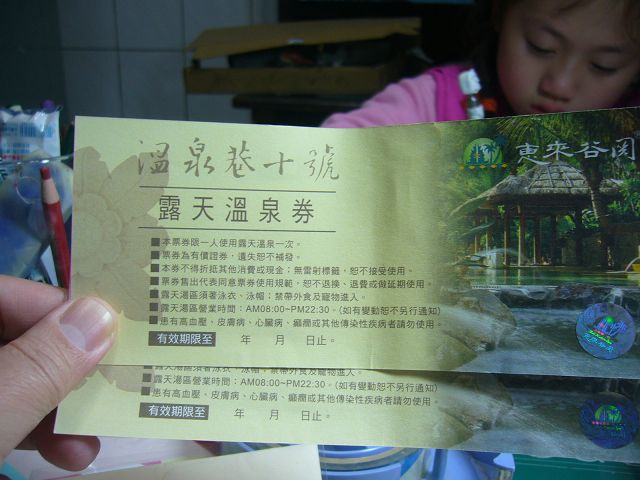 溫泉巷十號
惠來谷関
露天溫泉券
■本票券限一人使用露天溫泉一次。
■票券為有價證券，遺失恕不補發。
■本券不得折抵其他消費或現金；無雷射標籤，恕不接受使用。
■票券售出代表同意票券使用規範，恕不退換、退費或做延期使用。
■露天湯區須著泳衣、泳帽；禁帶外食及寵物進入。
■露天湯區營業時間：AM08:00~PM22:30。(如有變動恕不另行通知)
■患有高血壓、皮膚病、心臟病、癲癇或其他傳染性疾病者請勿使用。
有效期限至 年 月 日止。
■露天湯區須著泳衣、泳帽；禁帶外食及寵物進入。
■露天湯區營業時間：AM08:00~PM22:30。(如有變動恕不另行通知)
■患有高血壓、皮膚病、心臟病、癲癇或其他傳染性疾病者請勿使用。
有效期限至 年 月 日止。